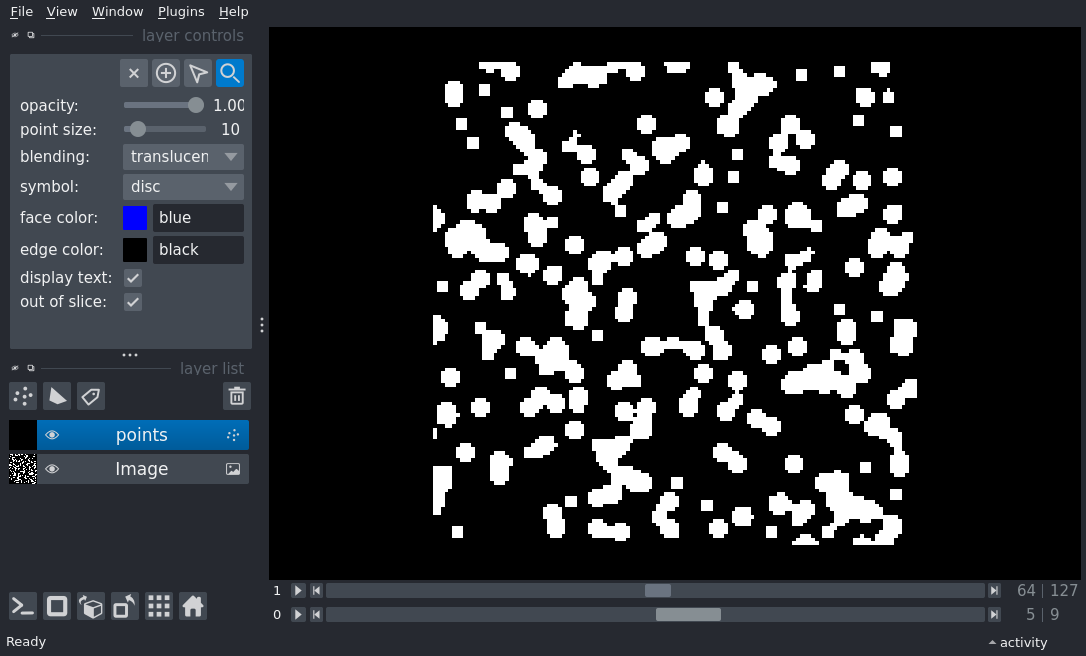 File View Window Plugins Help
layer controls
opacity: 1.00
point size: 10
blending: translucen
symbol: disc
face color: blue
edge color: black
display text:
out of slice:
layer list
points
Image
1 64 127
0 5 9
Ready activity